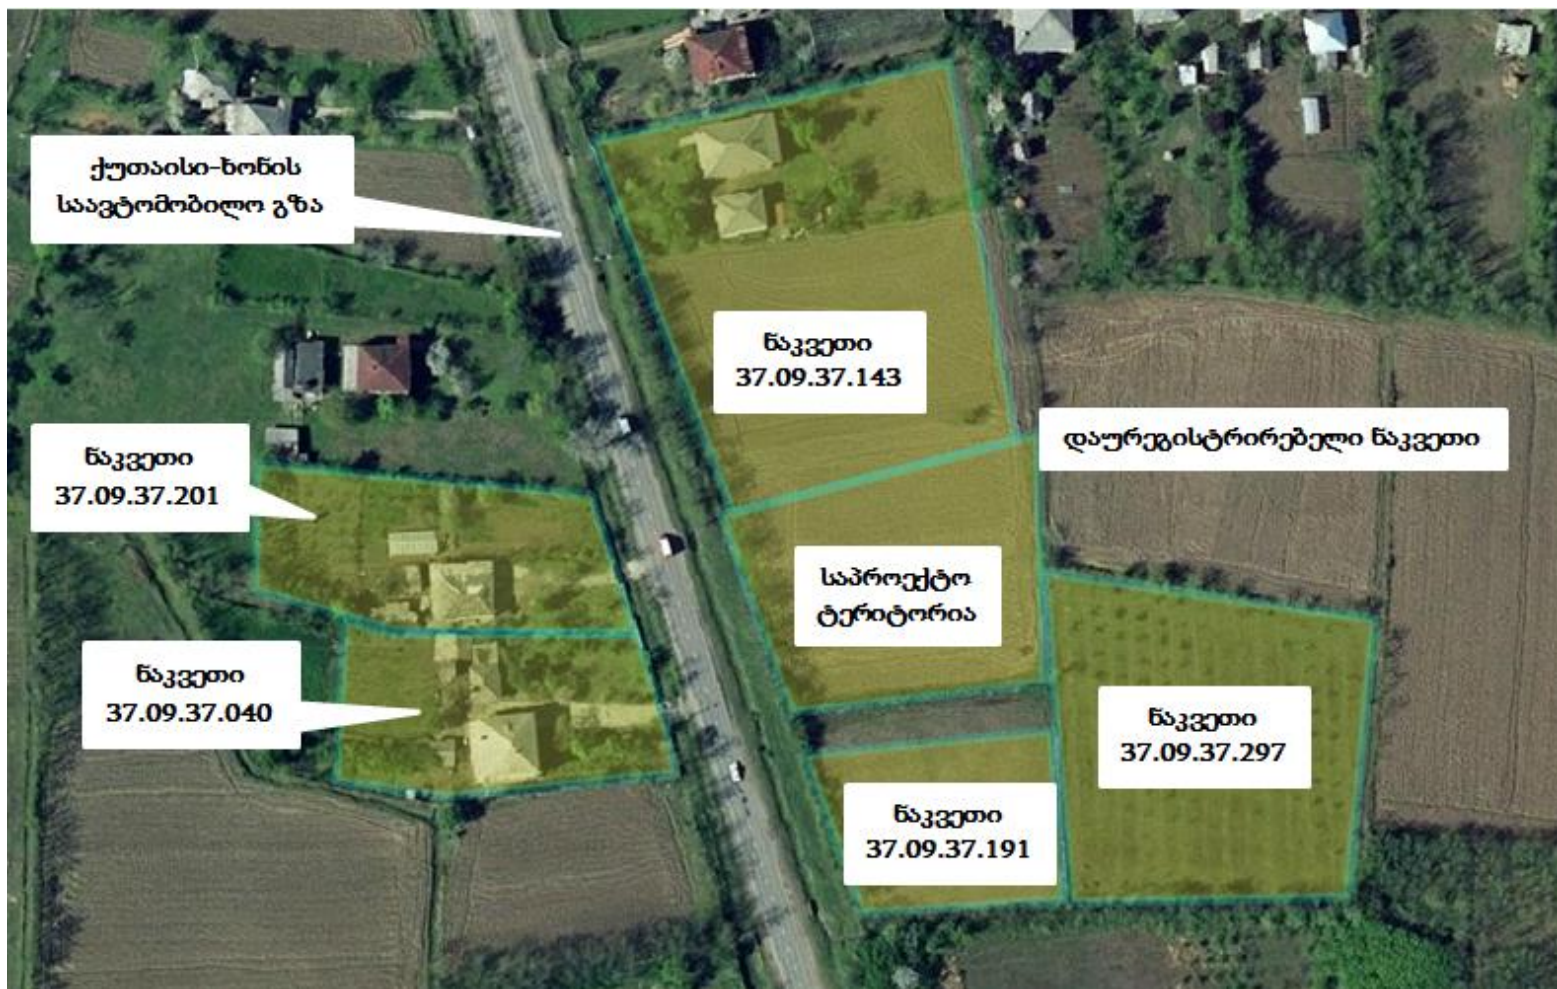 ქუთაისი-ხონის
საავტომობილო გზა
ნაკვეთი
37.09.37.143
დაურეგისტრირებელი ნაკვეთი
ნაკვეთი
37.09.37.201
საპროექტო
ტერიტორია
ნაკვეთი
37.09.37.040
ნაკვეთი
37.09.37.297
ნაკვეთი
37.09.37.191